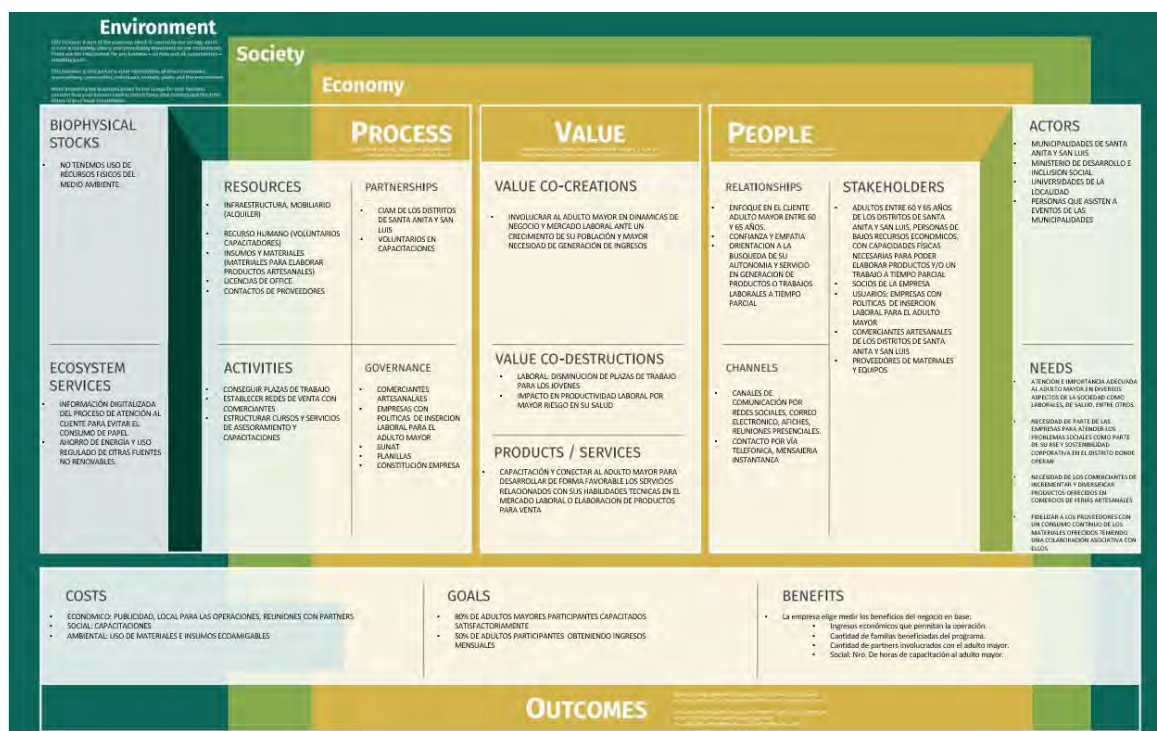 Environment
Society
Economy
BIOPHYSICAL
STOCKS
• NO TENEMOS USO DE
RECURSOS FISICOS DEL
MEDIO AMBIENTE
ECOSYSTEM
SERVICES
• INFORMACIÓN DIGITALIZADA
DEL PROCESO DE ATENCIÓN AL
CLIENTE PARA EVITAR EL
CONSUMO DE PAPEL.
• AHORRO DE ENERGÍA Y USO
REGULADO DE OTRAS FUENTES
NO RENOVABLES.
PROCESS
RESOURCES
• INFRAESTRUCTURA, MOBILIARIO
(ALQUILER)
• RECURSO HUMANO (VOLUNTARIOS
CAPACITADORES)
• INSUMOS Y MATERIALES
(MATERIALES PARA ELABORAR
PRODUCTOS ARTESANALES)
• LICENCIAS DE OFFICE
• CONTACTOS DE PROVEEDORES
PARTNERSHIPS
• CIAM DE LOS DISTRITOS
DE SANTA ANITA Y SAN
LUIS
• VOLUNTARIOS EN
CAPACITACIONES
ACTIVITIES
• CONSEGUIR PLAZAS DE TRABAJO
• ESTABLECER REDES DE VENTA CON
COMERCIANTES
• ESTRUCTURAR CURSOS Y SERVICIOS
DE ASESORAMIENTO Y
CAPACITACIONES
GOVERNANCE
• COMERCIANTES
ARTESANALAES
• EMPRESAS CON
POLITICAS DE INSERCION
LABORAL PARA EL
ADULTO MAYOR
• SUNAT
• PLANILLAS
• CONSTITUCIÓN EMPRESA
VALUE
VALUE CO-CREATIONS
• INVOLUCRAR AL ADULTO MAYOR EN DINAMICAS DE
NEGOCIO Y MERCADO LABORAL ANTE UN
CRECIMIENTO DE SU POBLACIÓN Y MAYOR
NECESIDAD DE GENERACIÓN DE INGRESOS
VALUE CO-DESTRUCTIONS
• LABORAL: DISMINUCION DE PLAZAS DE TRABAJO
PARA LOS JOVENES
• IMPACTO EN PRODUCTIVIDAD LABORAL POR
MAYOR RIESGO EN SU SALUD
PRODUCTS / SERVICES
• CAPACITACIÓN Y CONECTAR AL ADULTO MAYOR PARA
DESARROLLAR DE FORMA FAVORABLE LOS SERVICIOS
RELACIONADOS CON SUS HABILIDADES TECNICAS EN EL
MERCADO LABORAL O ELABORACION DE PRODUCTOS
PARA VENTA
PEOPLE
RELATIONSHIPS
• ENFOQUE EN EL CLIENTE
ADULTO MAYOR ENTRE 60
Y 65 AÑOS.
• CONFIANZA Y EMPATIA
• ORIENTACION A LA
BUSQUEDA DE SU
AUTONOMIA Y SERVICIO
EN GENERACION DE
PRODUCTOS O TRABAJOS
LABORALES A TIEMPO
PARCIAL
STAKEHOLDERS
• ADULTOS ENTRE 60 Y 65 AÑOS
DE LOS DISTRITOS DE SANTA
ANITA Y SAN LUIS, PERSONAS DE
BAJOS RECURSOS ECONOMICOS,
CON CAPACIDADES FÍSICAS
NECESARIAS PARA PODER
ELABORAR PRODUCTOS Y/O UN
TRABAJO A TIEMPO PARCIAL
• SOCIOS DE LA EMPRESA
• USUARIOS: EMPRESAS CON
POLITICAS DE INSERCION
LABORAL PARA EL ADULTO
MAYOR
• COMERCIANTES ARTESANALES
DE LOS DISTRITOS DE SANTA
ANITA Y SAN LUIS
• PROVEEDORES DE MATERIALES
Y EQUIPOS
CHANNELS
• CANALES DE
COMUNICACIÓN POR
REDES SOCIALES, CORREO
ELECTRONICO, AFICHES,
REUNIONES PRESENCIALES.
• CONTACTO POR VÍA
TELEFONICA, MENSAJERIA
INSTANTANEA
ACTORS
• MUNICIPALIDADES DE SANTA
ANITA Y SAN LUIS
• MINISTERIO DE DESARROLLO E
INCLUSIÓN SOCIAL
• UNIVERSIDADES DE LA
LOCALIDAD
• PERSONAS QUE ASISTEN A
EVENTOS DE LAS
MUNICIPALIDADES
NEEDS
• ATENCION E IMPORTANCIA ADECUADA
AL ADULTO MAYOR EN DIVERSOS
ASPECTOS DE LA SOCIEDAD COMO
LABORALES, DE SALUD, ENTRE OTROS.
• NECESIDAD DE PARTE DE LAS
EMPRESAS PARA ATENDER LOS
PROBLEMAS SOCIALES COMO PARTE
DE SU RSE Y SOSTENIBILIDAD
CORPORATIVA EN EL DISTRITO DONDE
OPERAN
• NECESIDAD DE LOS COMERCIANTES DE
INCREMENTAR Y DIVERSIFICAR
PRODUCTOS OFRECIDOS EN
COMERCIOS DE FERIAS ARTESANALES
• FIDELIZAR A LOS PROVEEDORES CON
UN CONSUMO CONTINUO DE LOS
MATERIALES OFRECIDOS TENIENDO
UNA COLABORACIÓN ASOCIATIVA CON
ELLOS
COSTS
• ECONOMICO: PUBLICIDAD, LOCAL PARA LAS OPERACIONES, REUNIONES CON PARTNERS
• SOCIAL: CAPACITACIONES
• AMBIENTAL: USO DE MATERIALES E INSUMOS ECOAMIGABLES
GOALS
• 80% DE ADULTOS MAYORES PARTICIPANTES CAPACITADOS
SATISFACTORIAMENTE
• 50% DE ADULTOS PARTICIPANTES OBTENIENDO INGRESOS
MENSUALES
BENEFITS
• La empresa elige medir los beneficios del negocio en base:
• Ingresos económicos que permitan la operación.
• Cantidad de familias beneficiadas del programa.
• Cantidad de partners involucrados con el adulto mayor.
• Social: Nro. De horas de capacitación al adulto mayor.
OUTCOMES